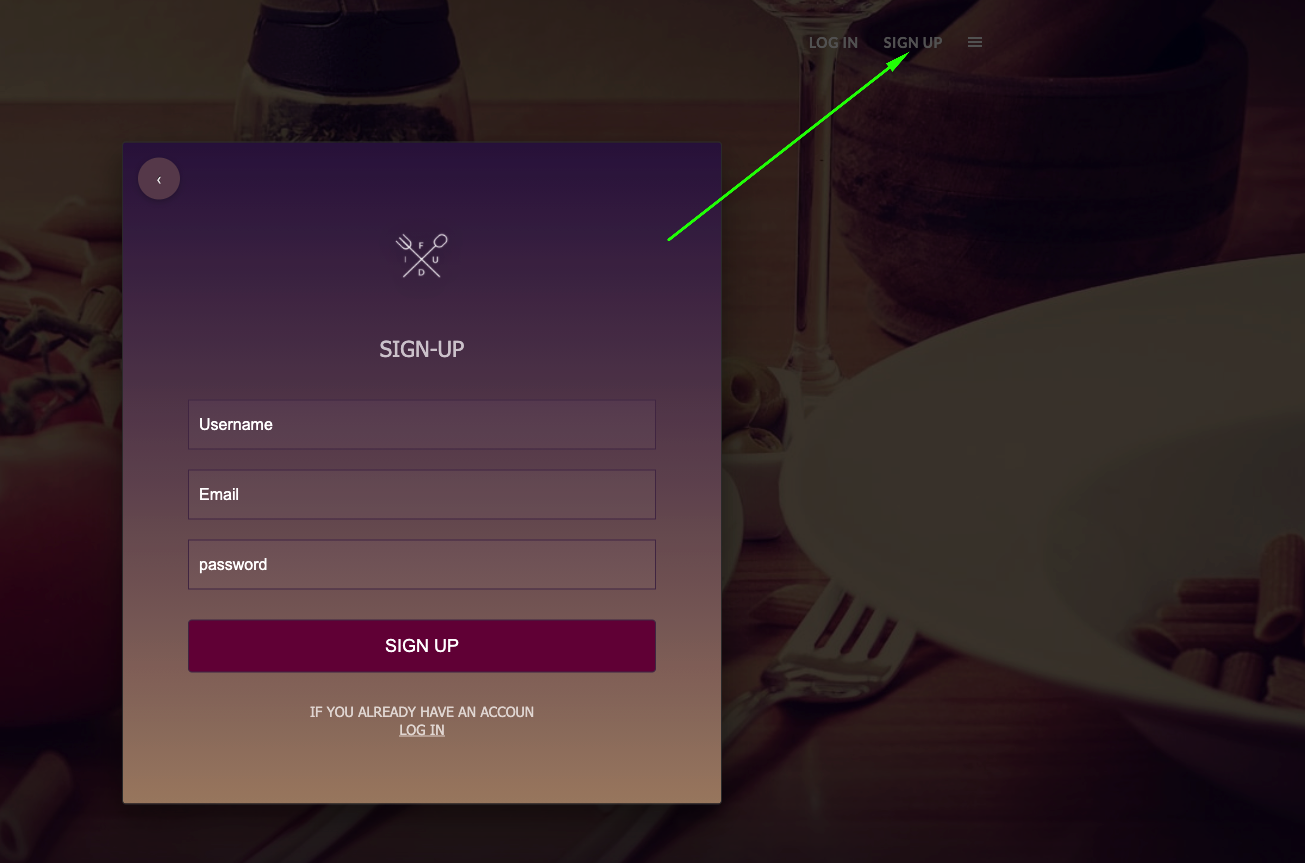 LOG IN SIGN UP
‹
F
I U
D
SIGN-UP
Username
Email
password
SIGN UP
IF YOU ALREADY HAVE AN ACCOUN
LOG IN